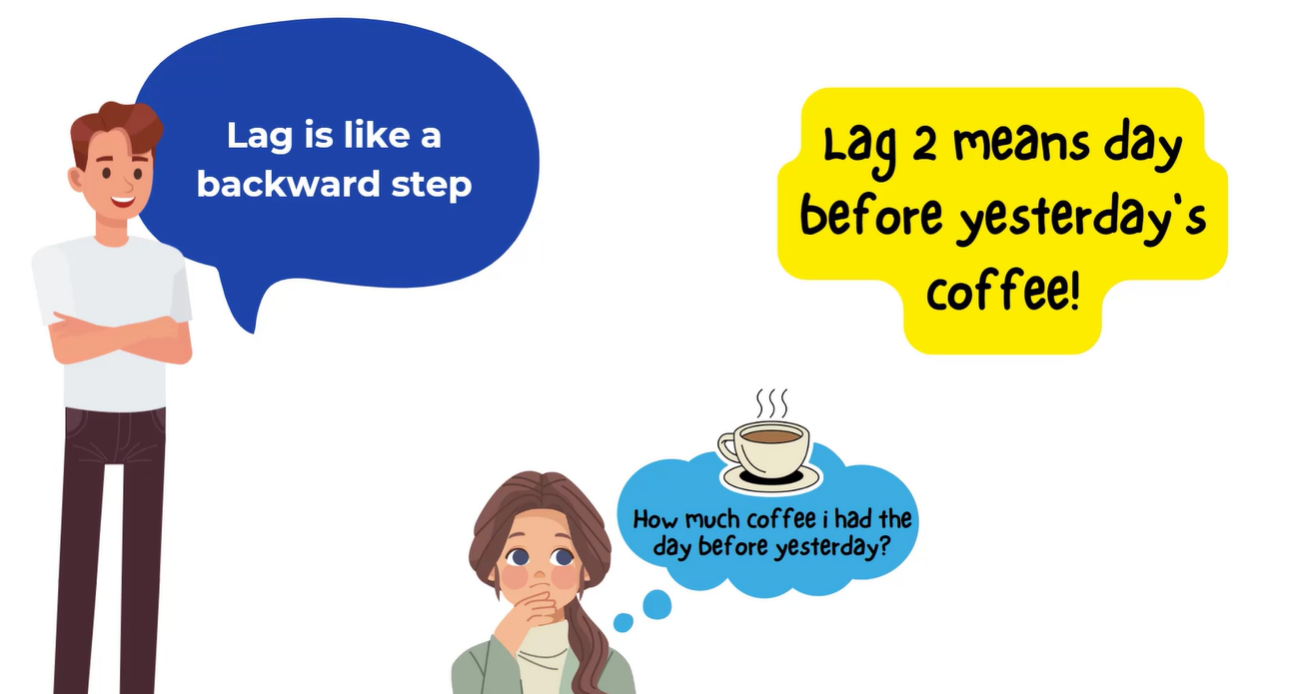 Lag is like a
backward step
Lag 2 means day
before yesterday's
coffee!
How much coffee i had the
day before yesterday?